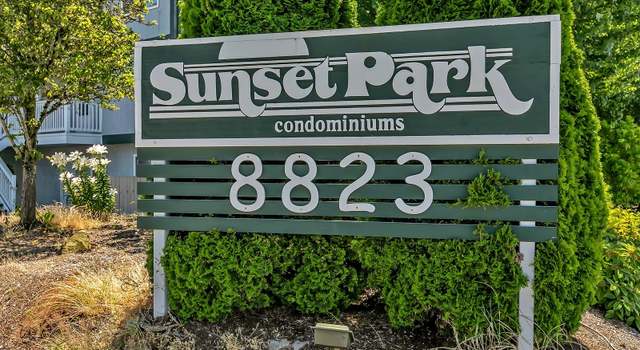 Sunset Park
condominiums
8823